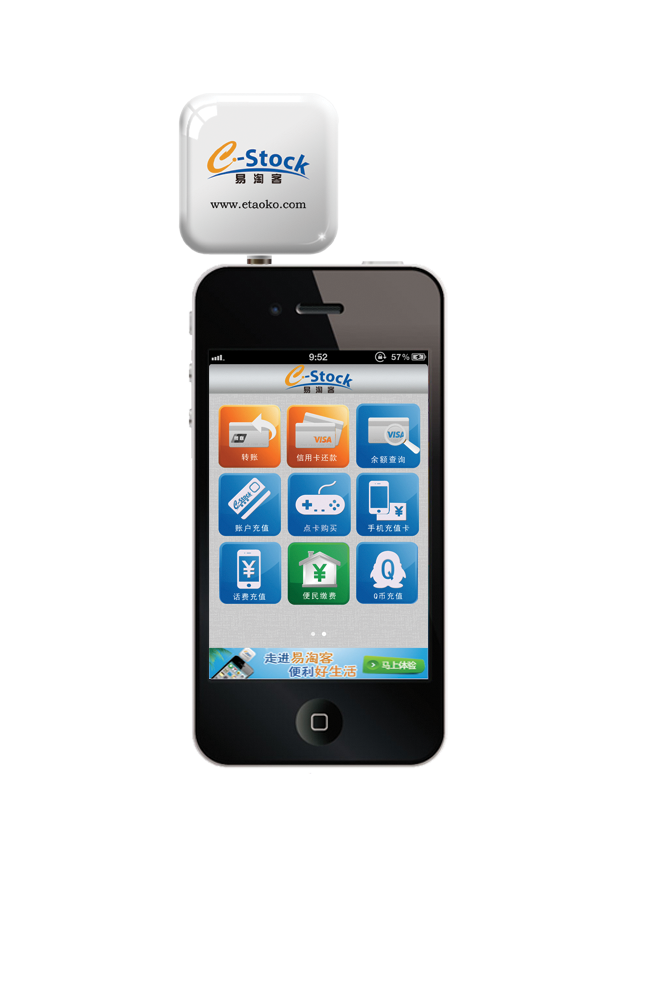 e-Stock
易淘客
www.etaoko.com
9:52
57%
e-Stock
易淘客
转账
VISA
信用卡还款
VISA
余额查询
e-Stock
账户充值
点卡购买
¥
手机充值卡
¥
话费充值
¥
便民缴费
Q
Q币充值
走进易淘客
便利好生活
马上体验